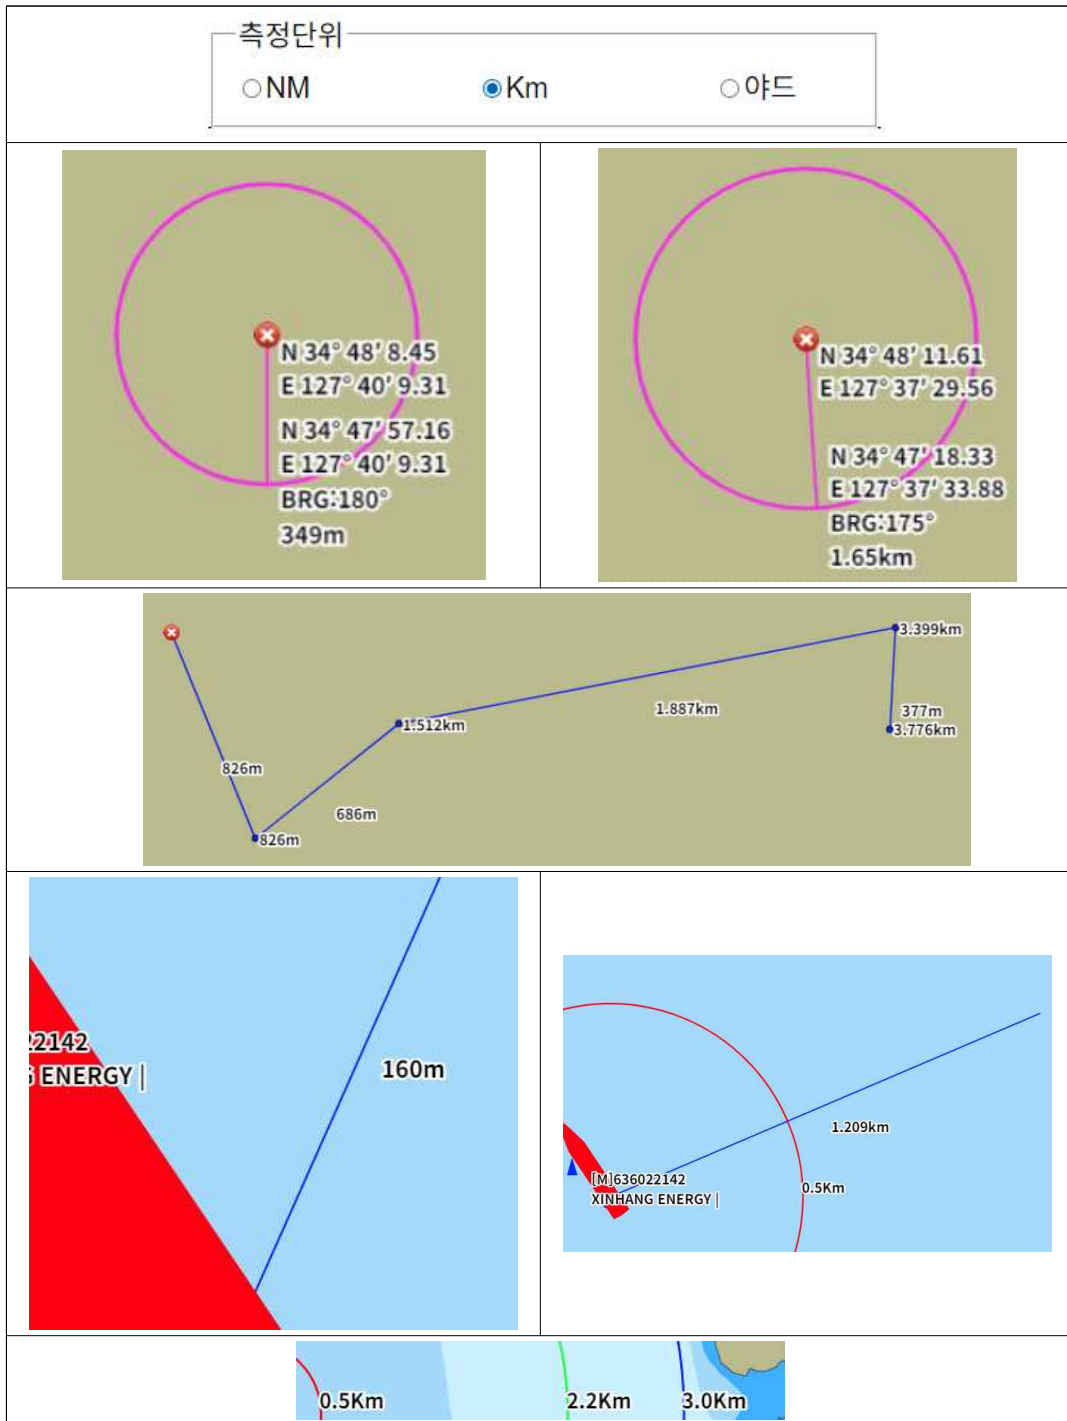 측정단위
NM
Km
야드
N 34° 48' 8.45
E 127° 40' 9.31
N 34° 47' 57.16
E 127° 40' 9.31
BRG:180°
349m
N 34° 48' 11.61
E 127° 37' 29.56
N 34° 47' 18.33
E 127° 37' 33.88
BRG:175°
1.65km
3.399km
1.887km
377m
1.512km
3.776km
826m
686m
826m
22142
G ENERGY |
160m
1.209km
[M]636022142
0.5Km
XINHANG ENERGY |
0.5Km
2.2Km
3.0Km